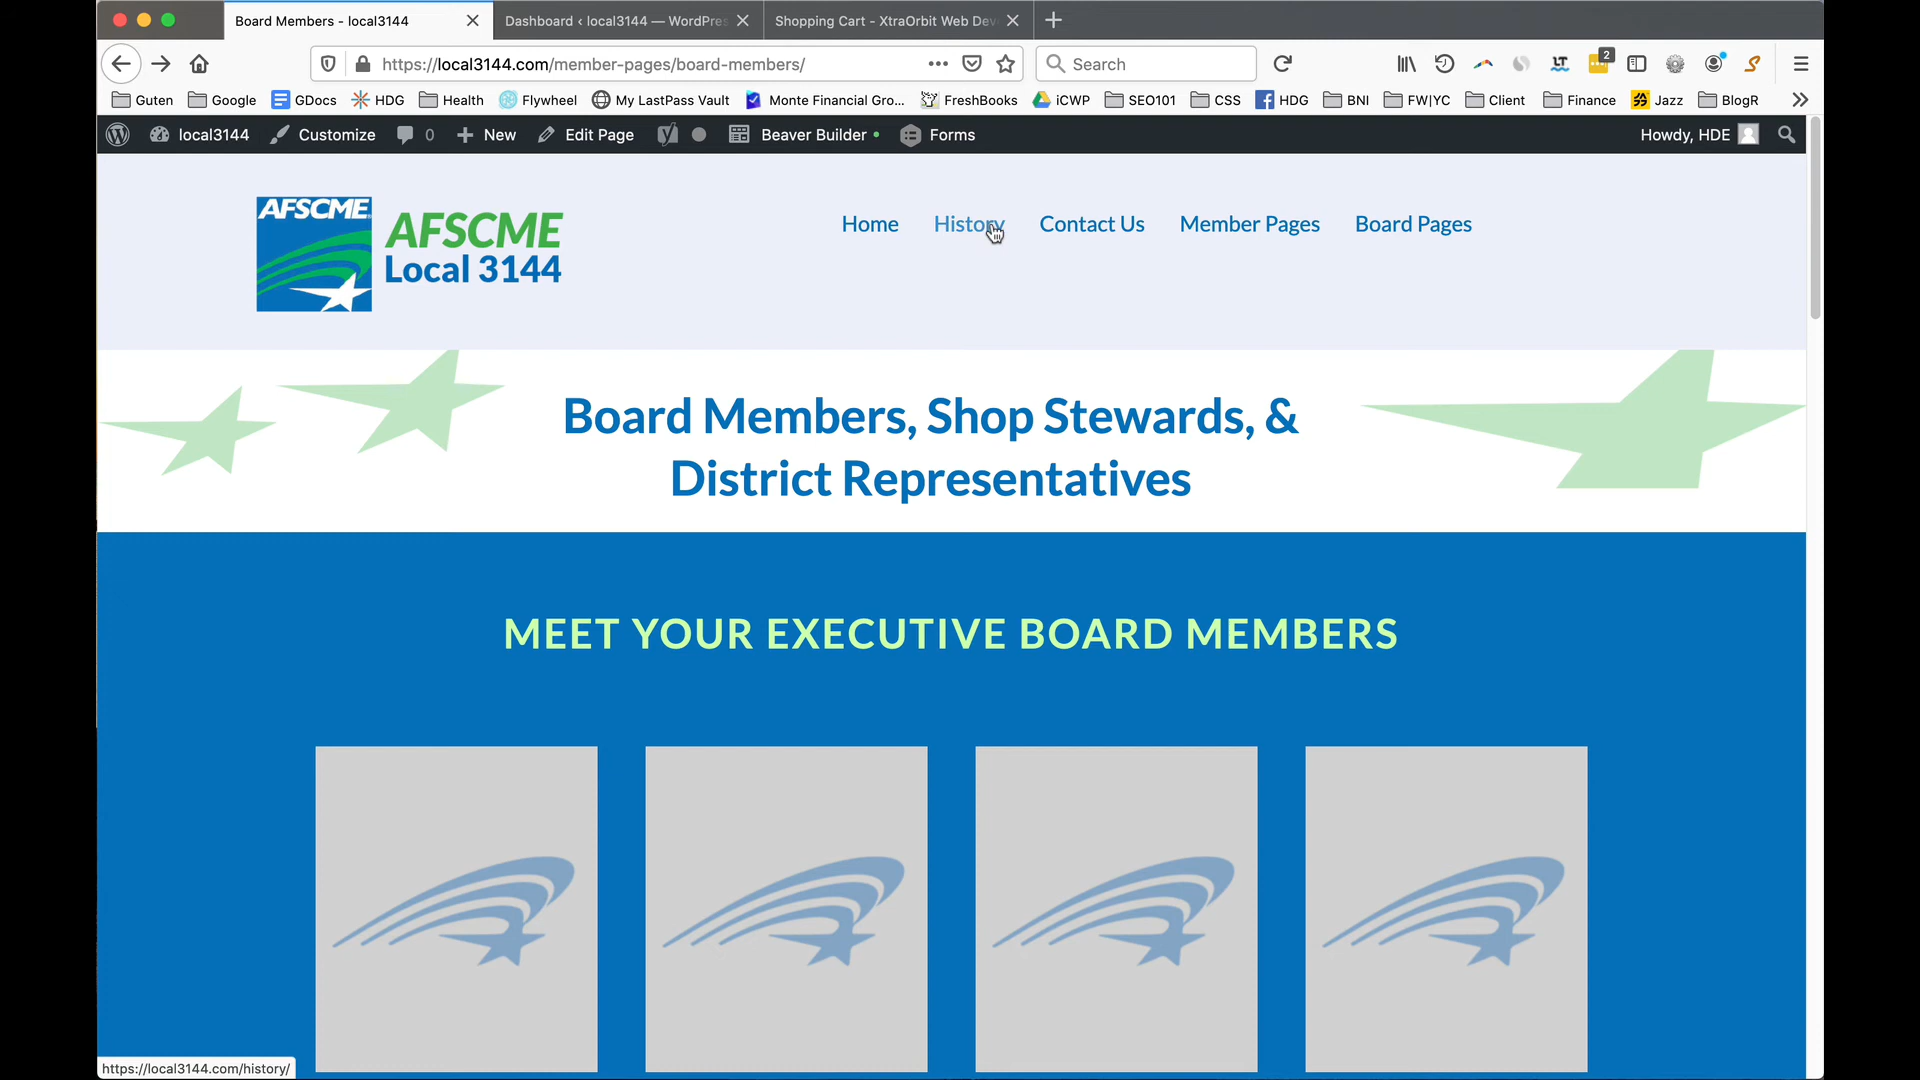 Board Members - local3144
Dashboard ‹ local3144 — WordPres
Shopping Cart - XtraOrbit Web Dev
https://local3144.com/member-pages/board-members/
Search
2
Guten
Google
GDocs
HDG
Health
Flywheel
My LastPass Vault
Monte Financial Gro...
FreshBooks
iCWP
SEO101
CSS
HDG
BNI
FW|YC
Client
Finance
Jazz
BlogR
local3144
Customize
0
New
Edit Page
Beaver Builder
Forms
Howdy, HDE
AFSCME
AFSCME
Local 3144
Home
History
Contact Us
Member Pages
Board Pages
Board Members, Shop Stewards, &
District Representatives
MEET YOUR EXECUTIVE BOARD MEMBERS
https://local3144.com/history/